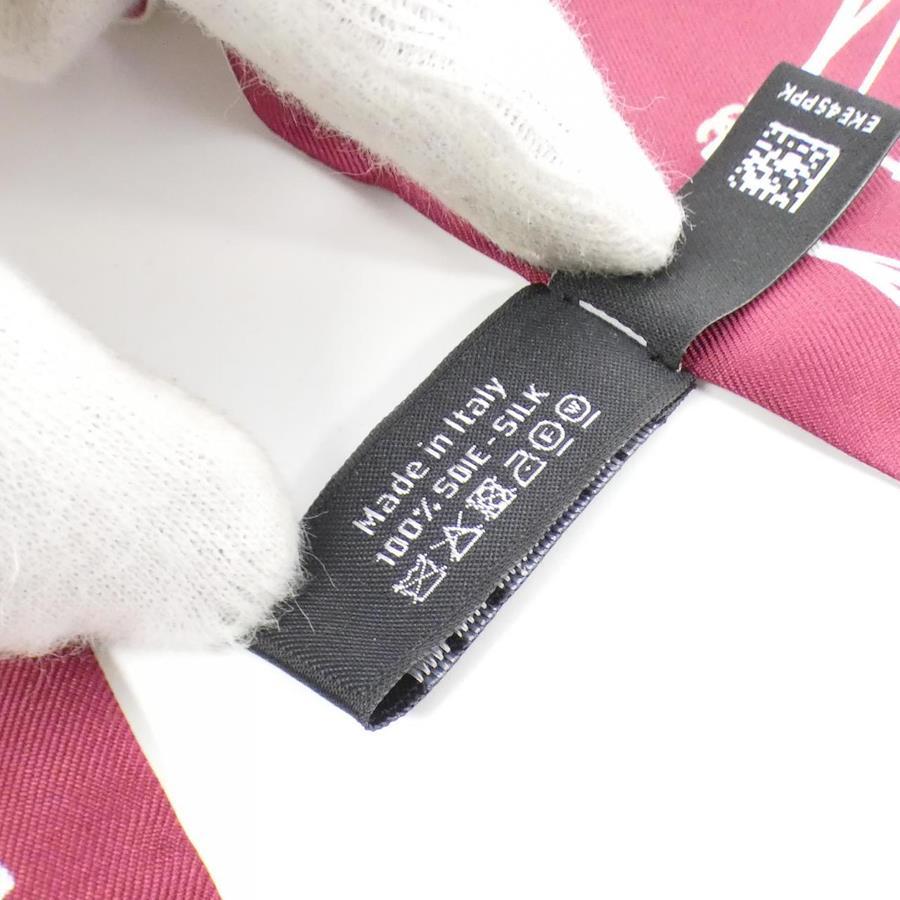 EKE45PPK
Made in Italy
100% SOIE - SILK
F W